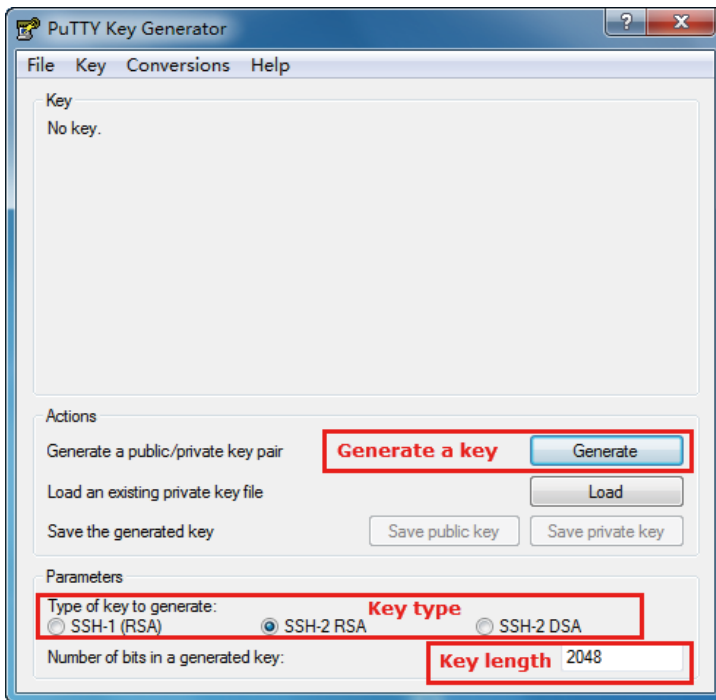 PuTTY Key Generator
File Key Conversions Help
Key
No key.
Actions
Generate a public/private key pair Generate a key Generate
Load an existing private key file Load
Save the generated key Save public key Save private key
Parameters
Type of key to generate: Key type
SSH-1 (RSA) SSH-2 RSA SSH-2 DSA
Number of bits in a generated key: Key length 2048